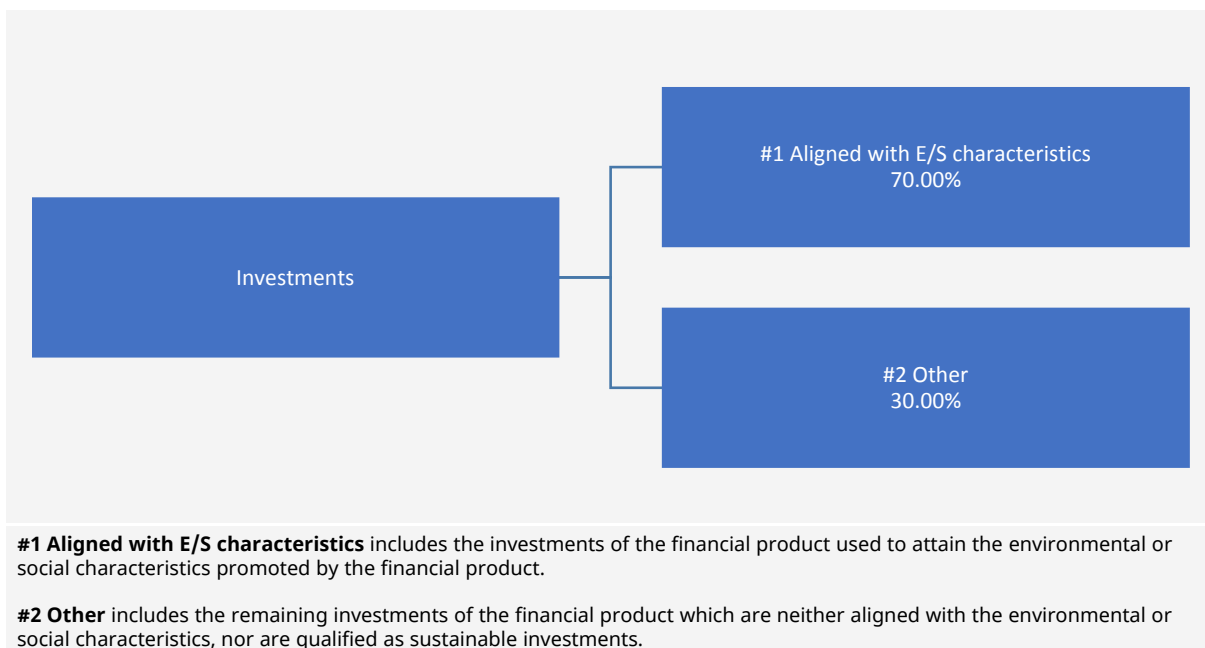 #1 Aligned with E/S characteristics
70.00%
Investments
#2 Other
30.00%
#1 Aligned with E/S characteristics includes the investments of the financial product used to attain the environmental or
social characteristics promoted by the financial product.
#2 Other includes the remaining investments of the financial product which are neither aligned with the environmental or
social characteristics, nor are qualified as sustainable investments.